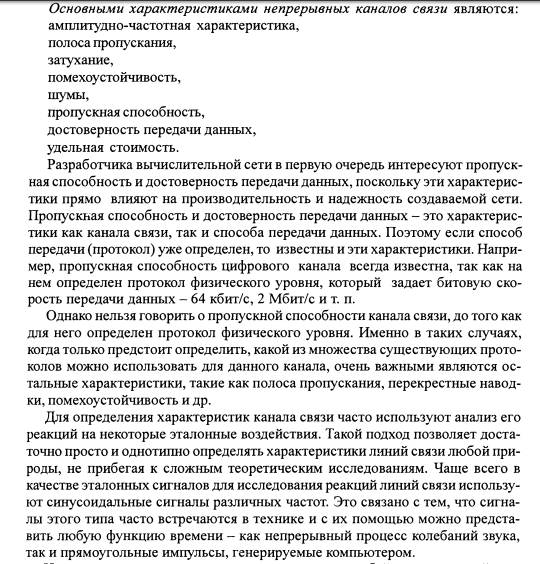 Основными характеристиками непрерывных каналов связи являются:
амплитудно-частотная характеристика,
полоса пропускания,
затухание,
помехоустойчивость,
шумы,
пропускная способность,
достоверность передачи данных,
удельная стоимость.
Разработчика вычислительной сети в первую очередь интересуют пропуск-
ная способность и достоверность передачи данных, поскольку эти характерис-
тики прямо влияют на производительность и надежность создаваемой сети.
Пропускная способность и достоверность передачи данных – это характерис-
тики как канала связи, так и способа передачи данных. Поэтому если способ
передачи (протокол) уже определен, то известны и эти характеристики. Напри-
мер, пропускная способность цифрового канала всегда известна, так как на
нем определен протокол физического уровня, который задает битовую ско-
рость передачи данных – 64 кбит/с, 2 Мбит/с и т. п.
Однако нельзя говорить о пропускной способности канала связи, до того как
для него определен протокол физического уровня. Именно в таких случаях,
когда только предстоит определить, какой из множества существующих прото-
колов можно использовать для данного канала, очень важными являются ос-
тальные характеристики, такие как полоса пропускания, перекрестные навод-
ки, помехоустойчивость и др.
Для определения характеристик канала связи часто используют анализ его
реакций на некоторые эталонные воздействия. Такой подход позволяет доста-
точно просто и однотипно определять характеристики линий связи любой при-
роды, не прибегая к сложным теоретическим исследованиям. Чаще всего в
качестве эталонных сигналов для исследования реакций линий связи использу-
ют синусоидальные сигналы различных частот. Это связано с тем, что сигна-
лы этого типа часто встречаются в технике и с их помощью можно предста-
вить любую функцию времени – как непрерывный процесс колебаний звука,
так и прямоугольные импульсы, генерируемые компьютером.